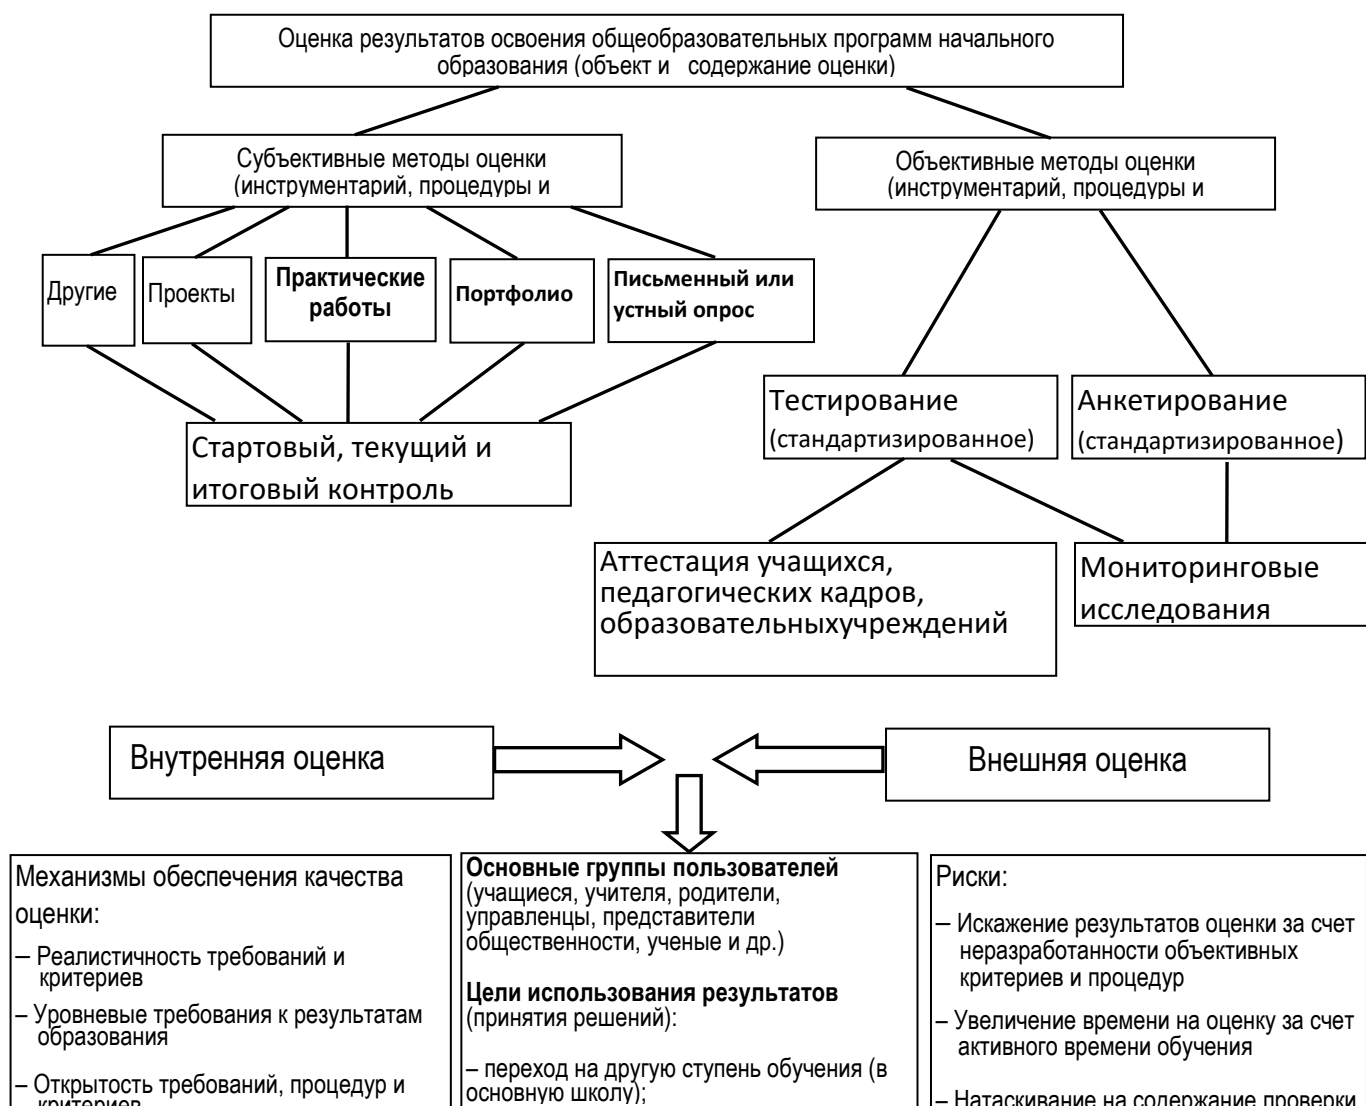 Оценка результатов освоения общеобразовательных программ начального
образования (объект и содержание оценки)
Субъективные методы оценки
(инструментарий, процедуры и
Объективные методы оценки
(инструментарий, процедуры и
Другие
Проекты
Практические
работы
Портфолио
Письменный или
устный опрос
Тестирование
(стандартизированное)
Анкетирование
(стандартизированное)
Стартовый, текущий и
итоговый контроль
Аттестация учащихся,
педагогических кадров,
образовательныхучреждений
Мониторинговые
исследования
Внутренняя оценка
Внешняя оценка
Механизмы обеспечения качества
оценки:
– Реалистичность требований и
критериев
– Уровневые требования к результатам
образования
– Открытость требований, процедур и
критериев
Основные группы пользователей
(учащиеся, учителя, родители,
управленцы, представители
общественности, ученые и др.)
Цели использования результатов
(принятия решений):
– переход на другую ступень обучения (в
основную школу);
Риски:
– Искажение результатов оценки за счет
неразработанности объективных
критериев и процедур
– Увеличение времени на оценку за счет
активного времени обучения
– Натаскивание на содержание проверки